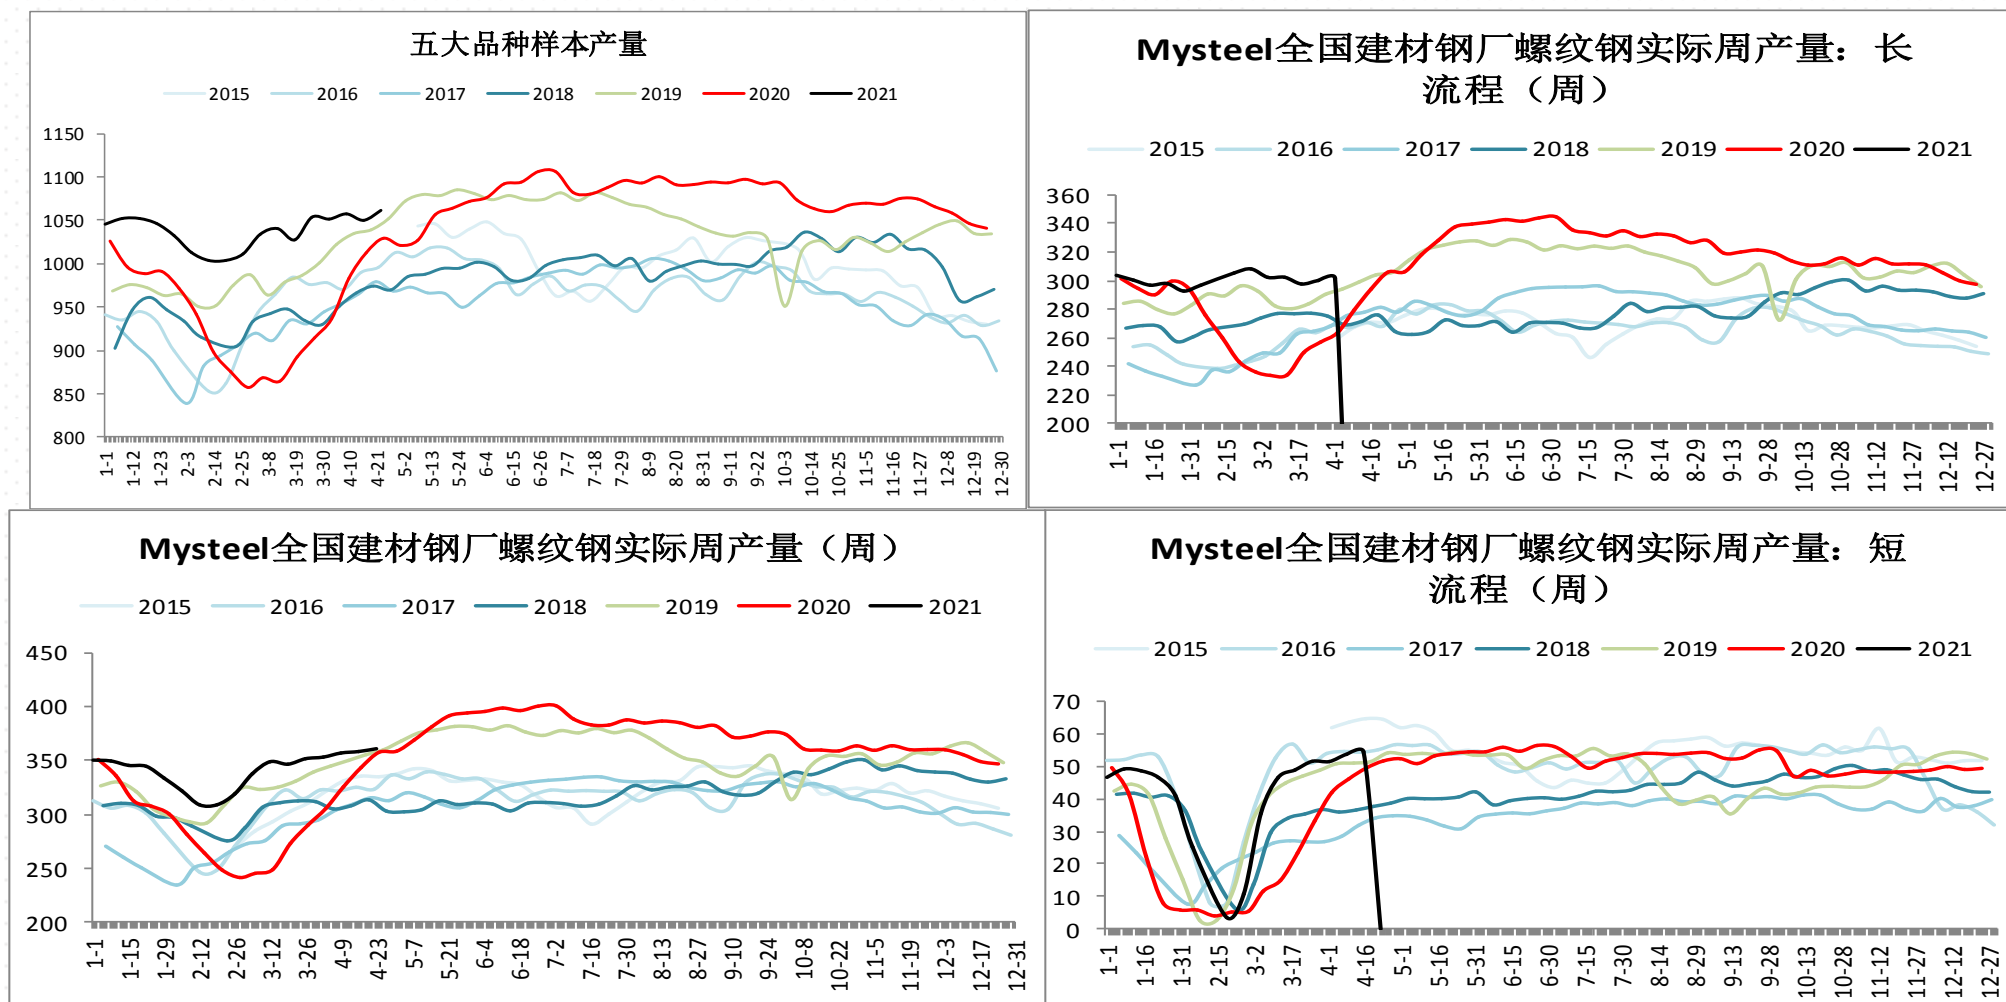 五大品种样本产量
2015 2016 2017 2018 2019 2020 2021
1150
1100
1050
1000
950
900
850
800
1-1 1-12 1-23 2-3 2-14 2-25 3-8 3-19 3-30 4-10 4-21 5-2 5-13 5-24 6-4 6-15 6-26 7-7 7-18 7-29 8-9 8-20 8-31 9-11 9-22 10-3 10-14 10-25 11-5 11-16 11-27 12-8 12-19 12-30
Mysteel全国建材钢厂螺纹钢实际周产量：长
流程（周）
2015 2016 2017 2018 2019 2020 2021
360
340
320
300
280
260
240
220
200
1-1 1-16 1-31 2-15 3-2 3-17 4-1 4-16 5-1 5-16 5-31 6-15 6-30 7-15 7-30 8-14 8-29 9-13 9-28 10-13 10-28 11-12 11-27 12-12 12-27
Mysteel全国建材钢厂螺纹钢实际周产量（周）
2015 2016 2017 2018 2019 2020 2021
450
400
350
300
250
200
1-1 1-15 1-29 2-12 2-26 3-12 3-26 4-9 4-23 5-7 5-21 6-4 6-18 7-2 7-16 7-30 8-13 8-27 9-10 9-24 10-8 10-22 11-5 11-19 12-3 12-17 12-31
Mysteel全国建材钢厂螺纹钢实际周产量：短
流程（周）
2015 2016 2017 2018 2019 2020 2021
70
60
50
40
30
20
10
0
1-1 1-16 1-31 2-15 3-2 3-17 4-1 4-16 5-1 5-16 5-31 6-15 6-30 7-15 7-30 8-14 8-29 9-13 9-28 10-13 10-28 11-12 11-27 12-12 12-27